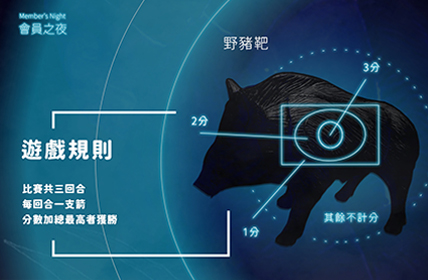 Member's Night
會員之夜
野豬靶
3分
2分
遊戲規則
比賽共三回合
每回合一支箭
分數加總最高者獲勝
1分
其餘不計分